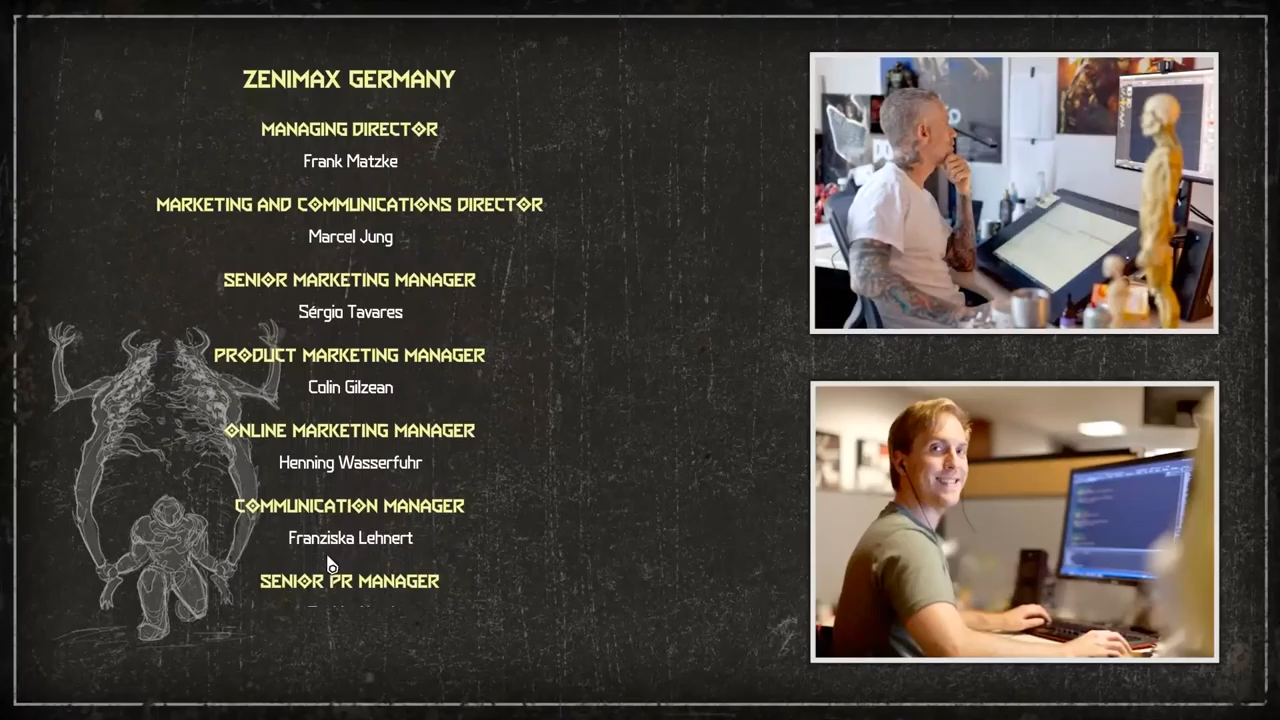 ZENIMAX GERMANY
MANAGING DIRECTOR
Frank Matzke
MARKETING AND COMMUNICATIONS DIRECTOR
Marcel Jung
SENIOR MARKETING MANAGER
Sérgio Tavares
PRODUCT MARKETING MANAGER
Colin Gilzean
ONLINE MARKETING MANAGER
Henning Wasserfuhr
COMMUNICATION MANAGER
Franziska Lehnert
SENIOR PR MANAGER